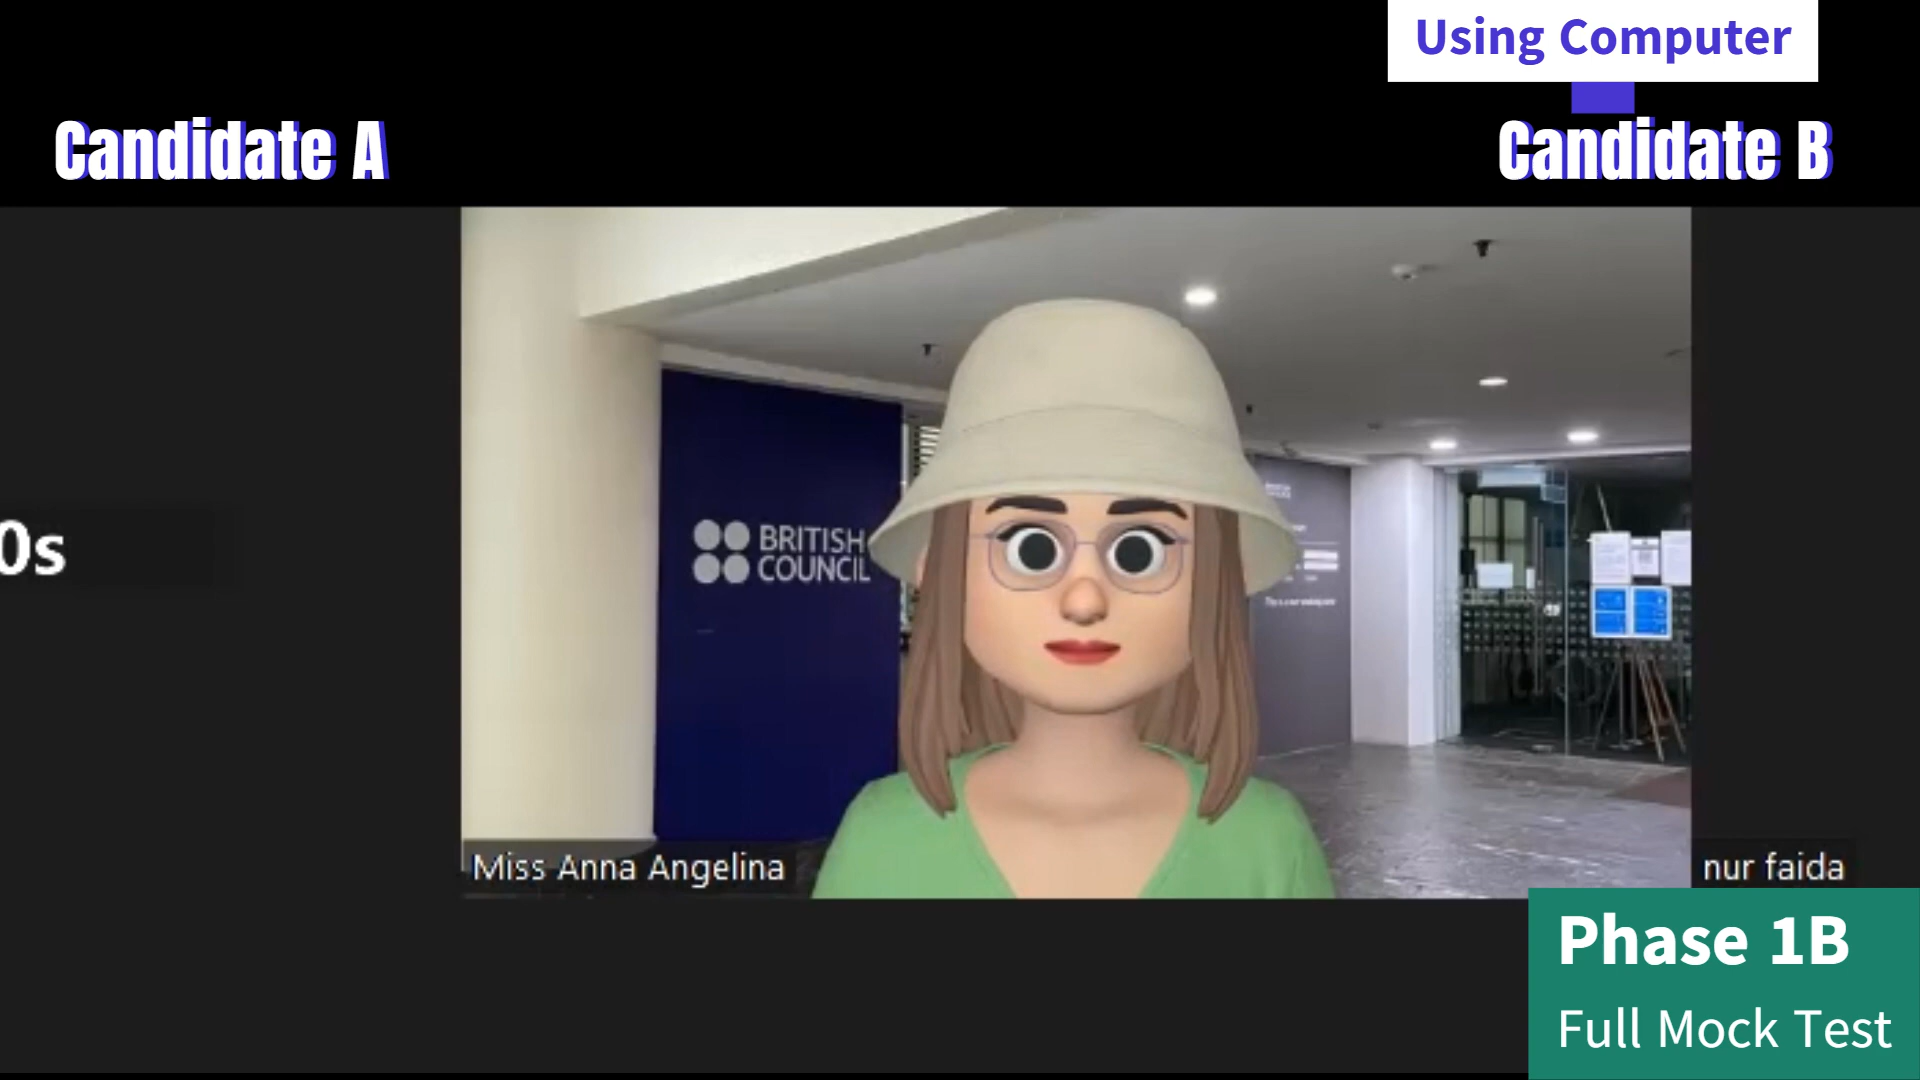 Using Computer
Candidate A
Candidate B
0s
BRITISH
COUNCIL
Miss Anna Angelina
nur faida
Phase 1B
Full Mock Test